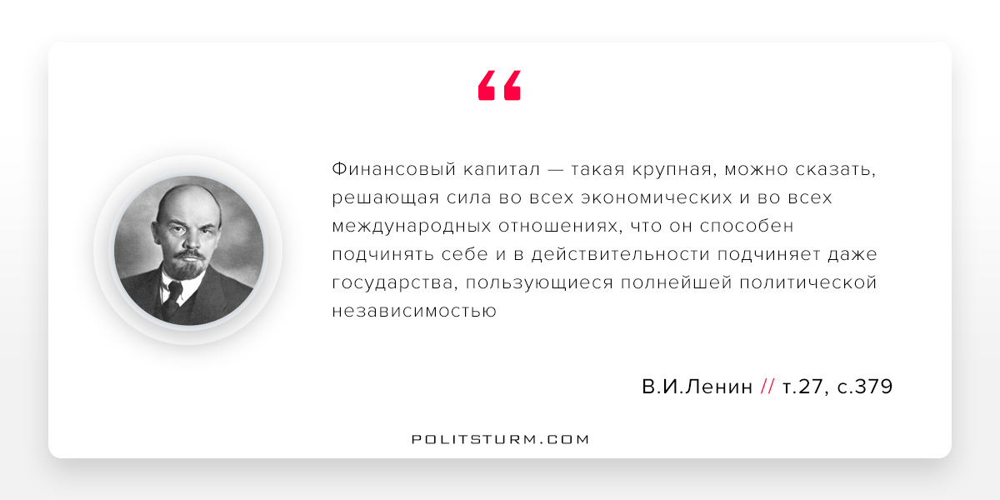 “
Финансовый капитал — такая крупная, можно сказать,
решающая сила во всех экономических и во всех
международных отношениях, что он способен
подчинять себе и в действительности подчиняет даже
государства, пользующиеся полнейшей политической
независимостью
В.И.Ленин // т.27, с.379
POLITSTURM.COM